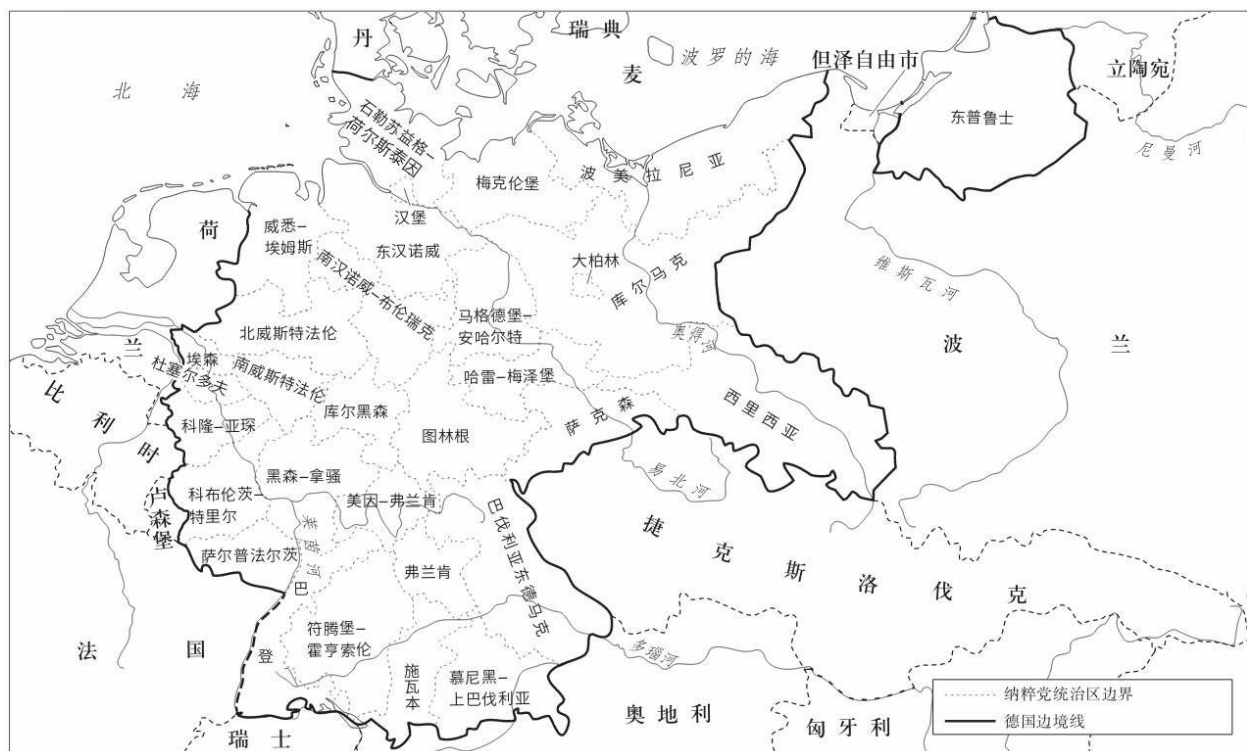 丹麦
瑞典
波罗的海
北海
但泽自由市
立陶宛
东普鲁士
尼曼河
石勒苏益格–
荷尔斯泰因
梅克伦堡
波美拉尼亚
荷兰
威悉–
埃姆斯
汉堡
东汉诺威
南汉诺威–布伦瑞克
大柏林
库尔马克
维斯瓦河
北威斯特法伦
马格德堡–
安哈尔特
奥得河
波兰
埃森
杜塞尔多夫
南威斯特法伦
哈雷–梅泽堡
比利时
库尔黑森
萨克森
西里西亚
科隆–亚琛
图林根
易北河
黑森–拿骚
科布伦茨–
特里尔
美因–弗兰肯
卢森堡
莱茵河
巴伐利亚东德马克
捷克斯洛伐克
萨尔普法尔茨
弗兰肯
巴登
符腾堡–
霍亨索伦
法国
施瓦本
慕尼黑–
上巴伐利亚
多瑙河
奥地利
匈牙利
瑞士
纳粹党统治区边界
德国边境线